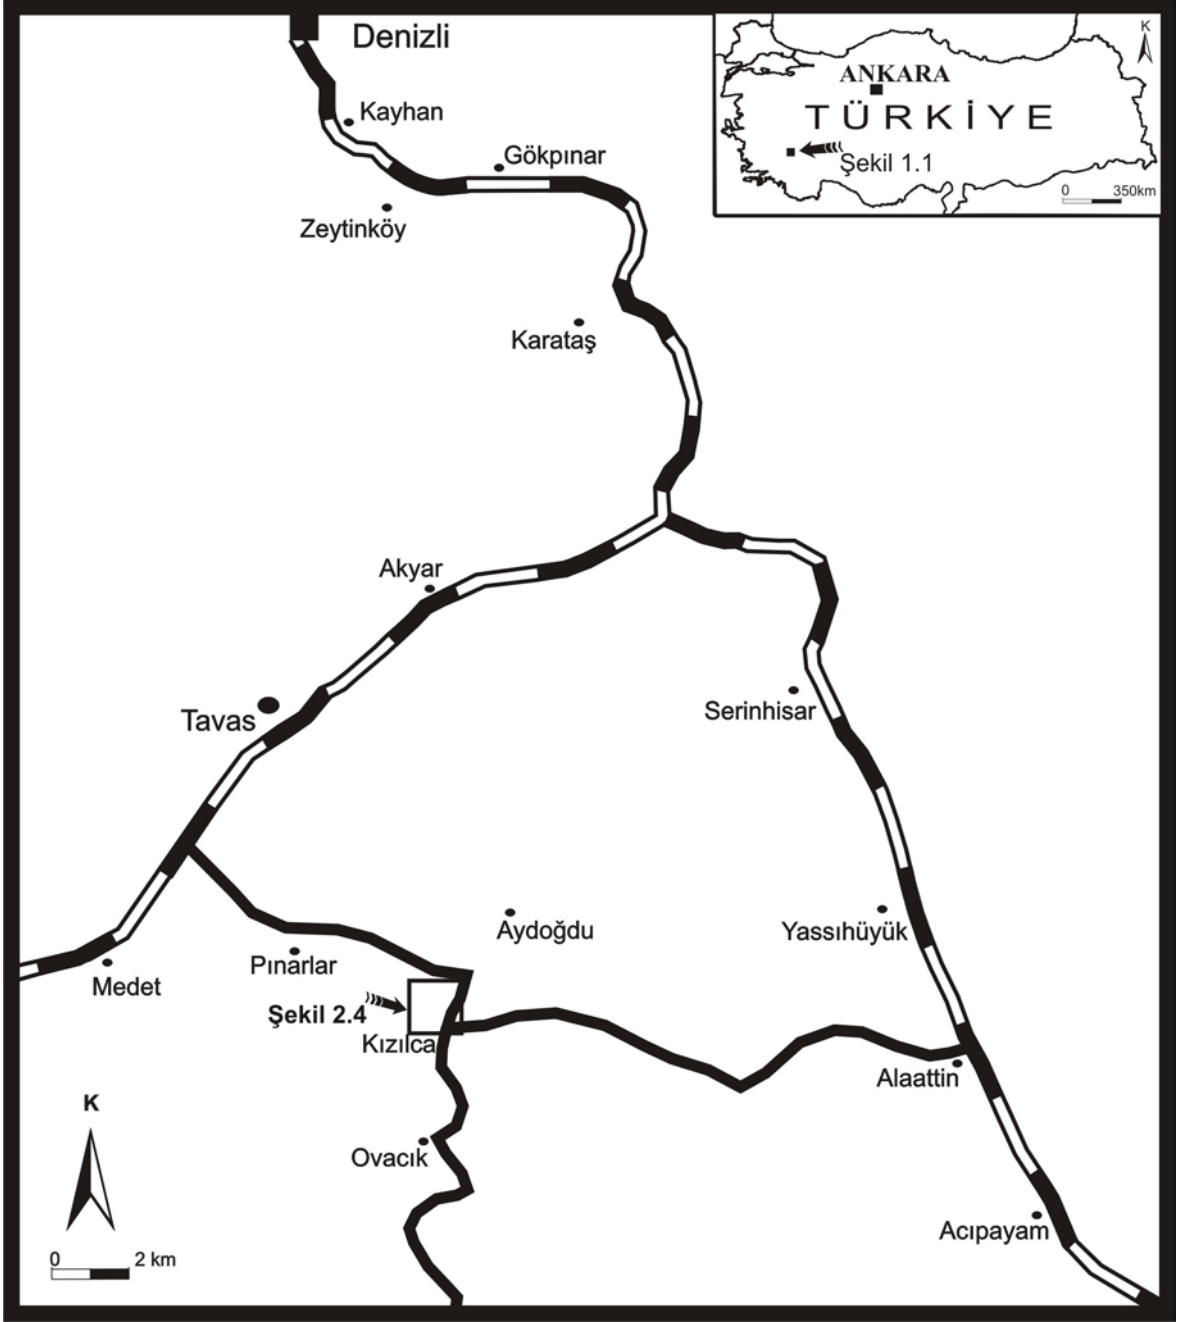 Denizli
K
ANKARA
TÜRKİYE
Şekil 1.1
0 350km
Kayhan
Gökpınar
Zeytinköy
Karataş
Akyar
Tavas
Serinhisar
Aydoğdu
Yassıhüyük
Pınarlar
Medet
Şekil 2.4
Kızılca
Alaattin
K
Ovacık
Acıpayam
0 2 km